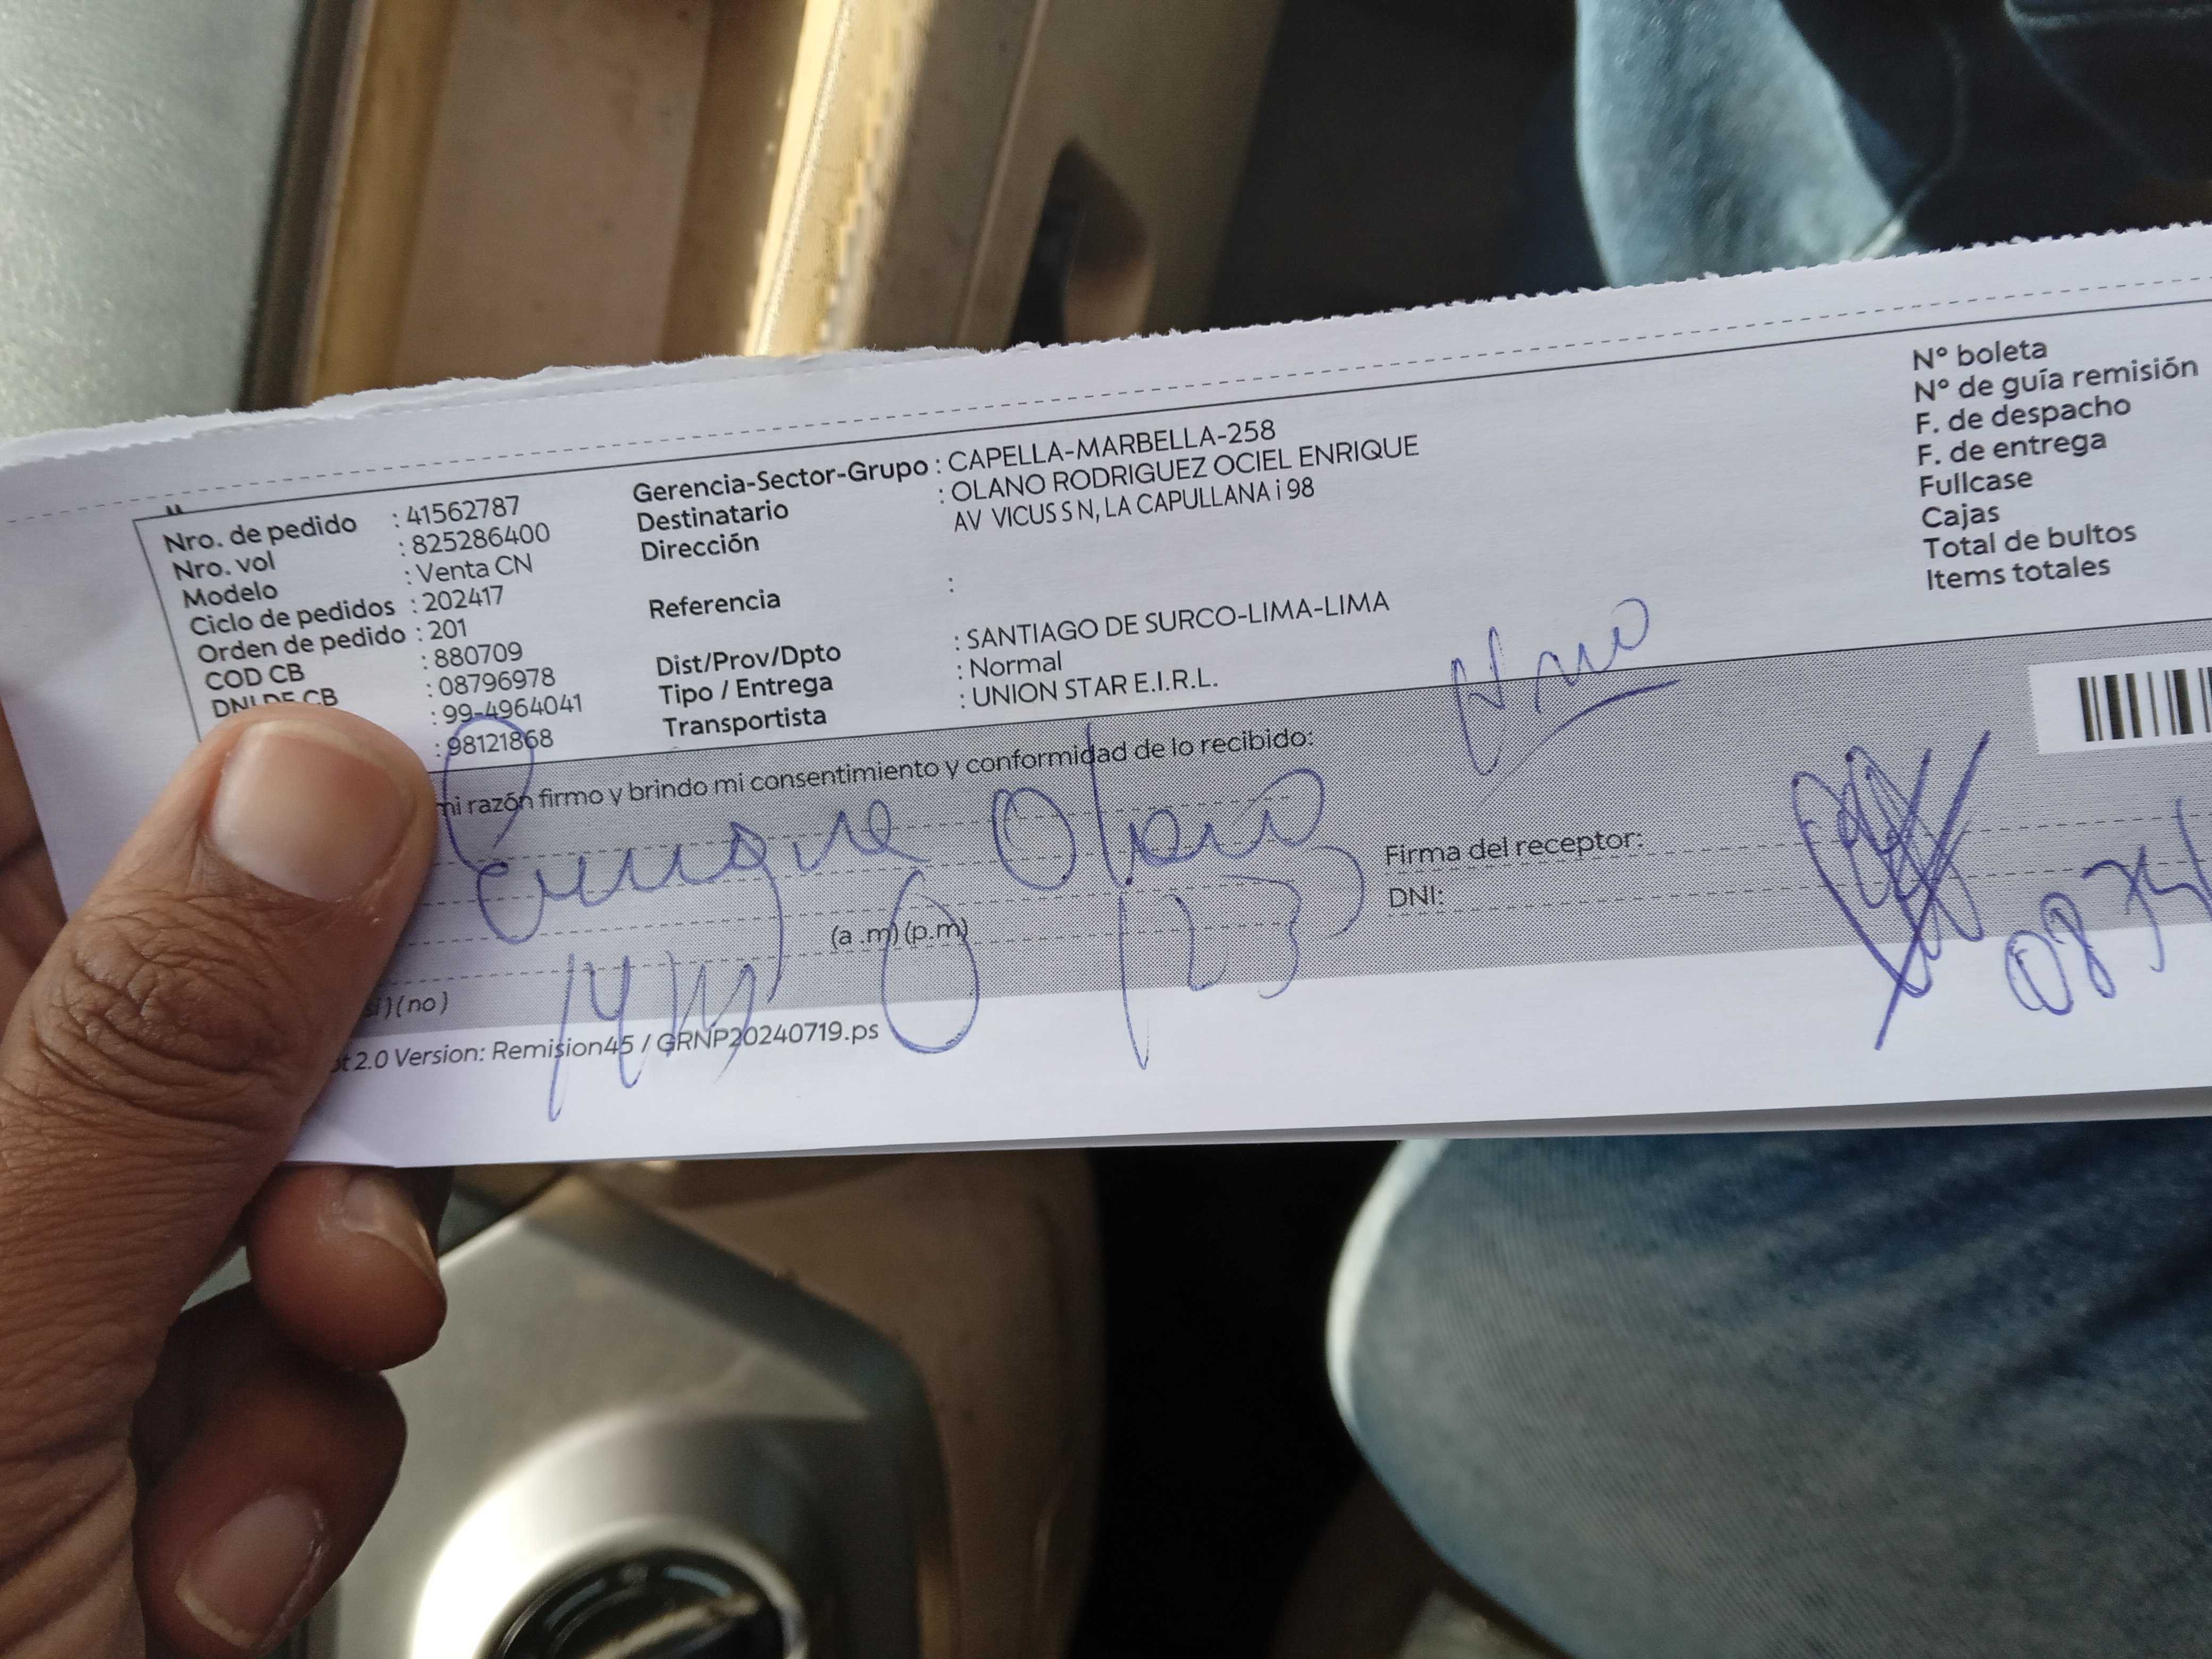 Nro. de pedido : 41562787
Nro. vol : 825286400
Modelo : Venta CN
Ciclo de pedidos : 202417
Orden de pedido : 201
COD CB : 880709
DNI DE CB : 08796978
: 99-4964041
: 98121868
Gerencia-Sector-Grupo : CAPELLA-MARBELLA-258
Destinatario : OLANO RODRIGUEZ OCIEL ENRIQUE
Dirección AV VICUS S N, LA CAPULLANA i 98
Referencia :
Dist/Prov/Dpto : SANTIAGO DE SURCO-LIMA-LIMA
Tipo / Entrega : Normal
Transportista : UNION STAR E.I.R.L.
N° boleta
N° de guía remisión
F. de despacho
F. de entrega
Fullcase
Cajas
Total de bultos
Items totales
mi razón firmo y brindo mi consentimiento y conformidad de lo recibido:
Enrique Olano
(a .m) (p.m)
Firma del receptor:
DNI:
)(no)
2.0 Version: Remision45 / GRNP20240719.ps